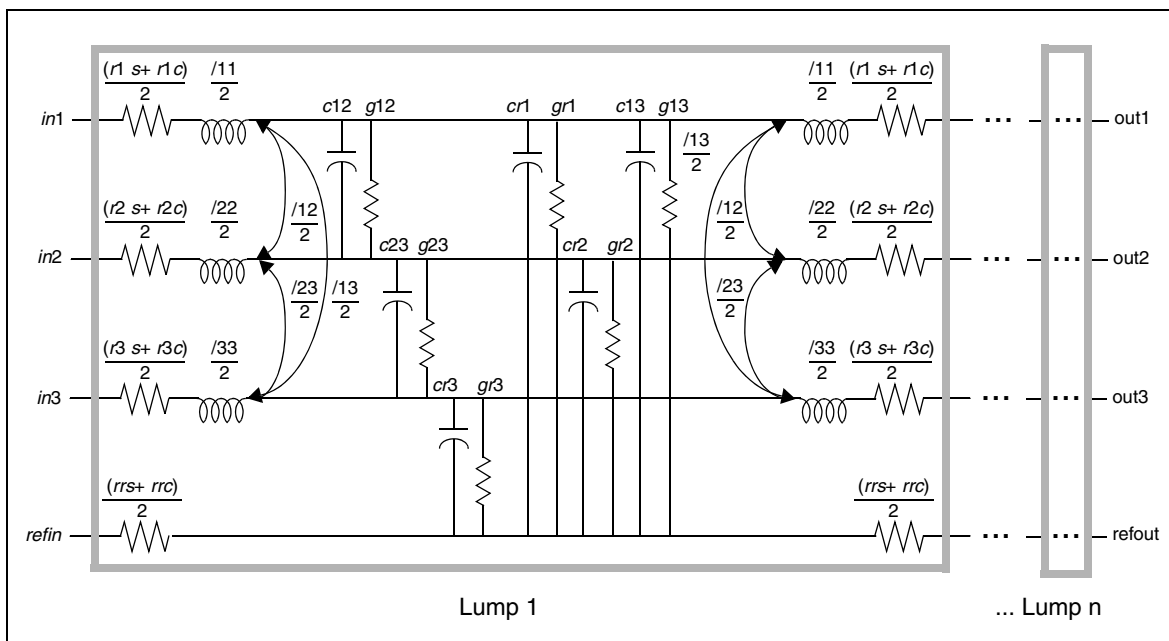 (r1 s+ r1c)
2
/11
2
c12 g12
cr1 gr1
c13 g13
/11
2
(r1 s+ r1c)
2
in1
... ...
out1
/13
2
(r2 s+ r2c)
2
/22
2
/12
2
/12
2
/22
2
(r2 s+ r2c)
2
c23 g23
cr2 gr2
in2
... ...
out2
/23
2
/13
2
/23
2
(r3 s+ r3c)
2
/33
2
/33
2
(r3 s+ r3c)
2
cr3 gr3
in3
... ...
out3
(rrs+ rrc)
2
(rrs+ rrc)
2
refin
... ...
refout
Lump 1
... Lump n